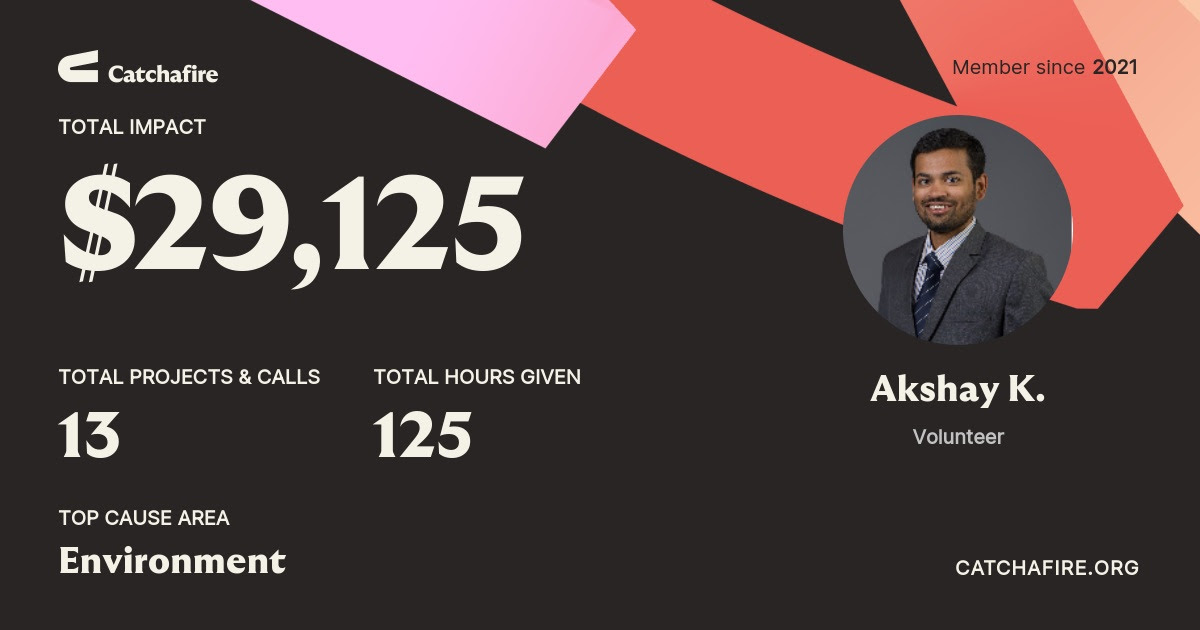 Catchafire
Member since 2021
TOTAL IMPACT
$29,125
TOTAL PROJECTS & CALLS
13
TOTAL HOURS GIVEN
125
Akshay K.
Volunteer
TOP CAUSE AREA
Environment
CATCHAFIRE.ORG